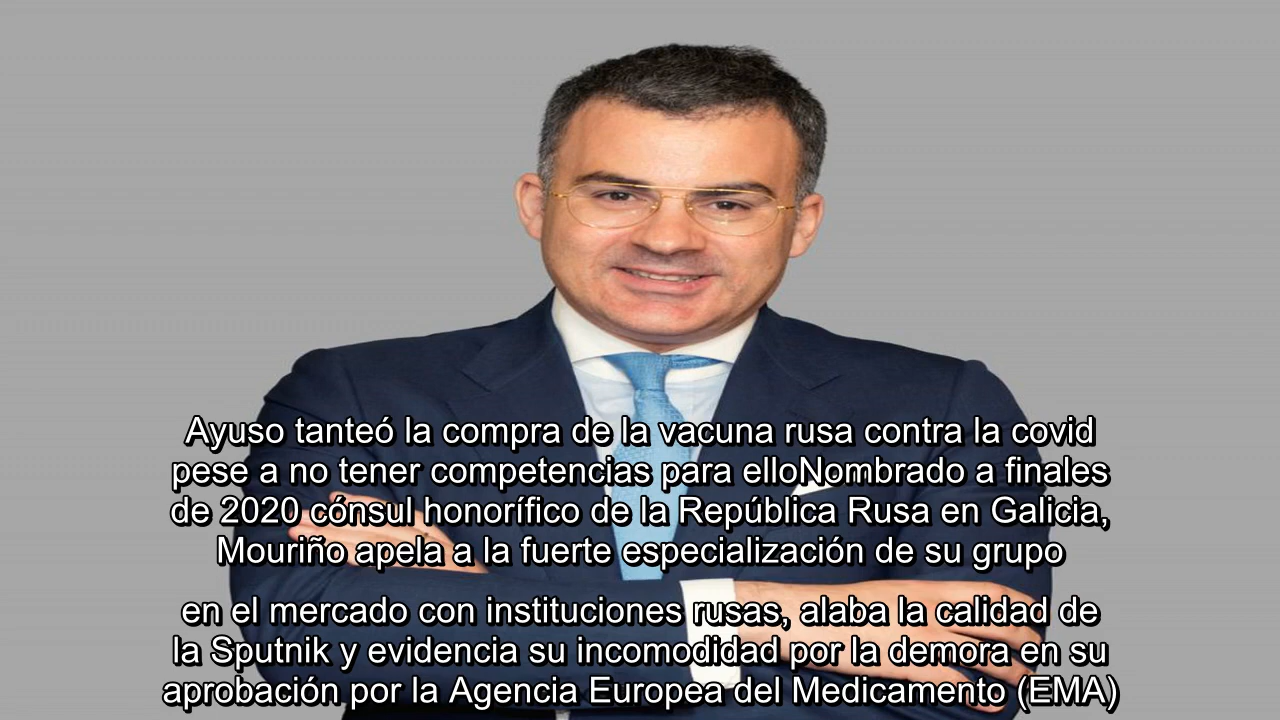 Ayuso tanteó la compra de la vacuna rusa contra la covid
pese a no tener competencias para elloNombrado a finales
de 2020 cónsul honorífico de la República Rusa en Galicia,
Mouriño apela a la fuerte especialización de su grupo
en el mercado con instituciones rusas, alaba la calidad de
la Sputnik y evidencia su incomodidad por la demora en su
aprobación por la Agencia Europea del Medicamento (EMA)